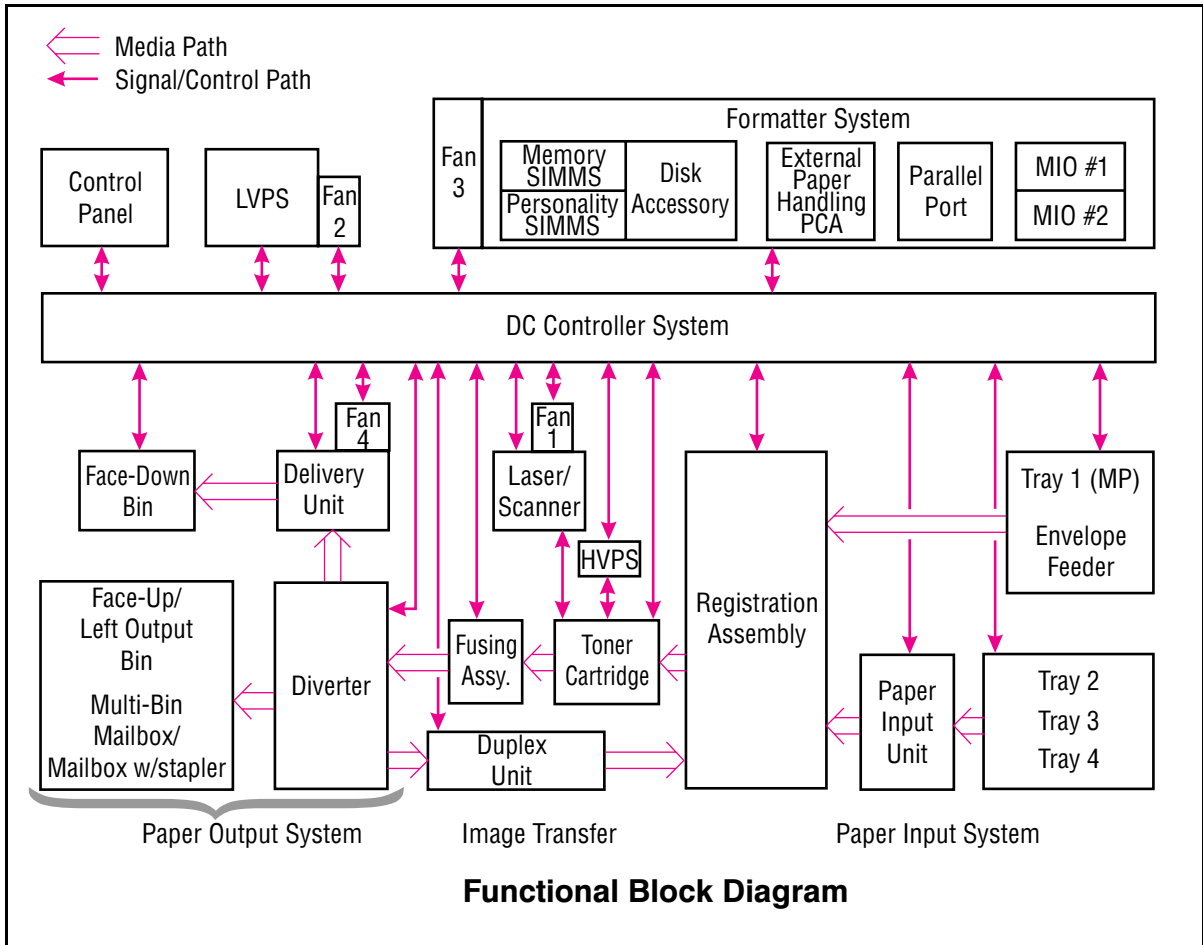 Media Path
Signal/Control Path
Control
Panel
LVPS
Fan
2
Fan
3
Formatter System
Memory
SIMMS
Personality
SIMMS
Disk
Accessory
External
Paper
Handling
PCA
Parallel
Port
MIO #1
MIO #2
DC Controller System
Face-Down
Bin
Delivery
Unit
Fan
4
Laser/
Scanner
Fan
1
HVPS
Registration
Assembly
Tray 1 (MP)
Envelope
Feeder
Face-Up/
Left Output
Bin
Multi-Bin
Mailbox/
Mailbox w/stapler
Diverter
Fusing
Assy.
Toner
Cartridge
Duplex
Unit
Paper
Input
Unit
Tray 2
Tray 3
Tray 4
Paper Output System
Image Transfer
Paper Input System
Functional Block Diagram